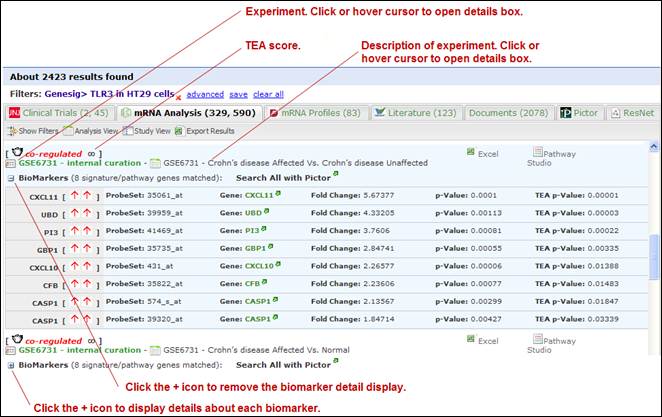 Experiment. Click or hover cursor to open details box.
TEA score.
Description of experiment. Click or
hover cursor to open details box.
About 2423 results found
Filters: Genesig> TLR3 in HT29 cells advanced save clear all
Clinical Trials (2, 45) mRNA Analysis (329, 590) mRNA Profiles (83) Literature (123) Documents (2078) Pictor ResNet
Show Filters Analysis View Study View Export Results
[ co-regulated ∞ ] Excel Pathway Studio
GSE6731 - internal curation - GSE6731 - Crohn's disease Affected Vs. Crohn's disease Unaffected
BioMarkers (8 signature/pathway genes matched): Search All with Pictor
CXCL11 [ ↑ ↑ ] ProbeSet: 35061_at Gene: CXCL11 Fold Change: 5.67377 p-Value: 0.0001 TEA p-Value: 0.00001
UBD [ ↑ ↑ ] ProbeSet: 39959_at Gene: UBD Fold Change: 4.33205 p-Value: 0.00113 TEA p-Value: 0.00003
PI3 [ ↑ ↑ ] ProbeSet: 41469_at Gene: PI3 Fold Change: 3.7606 p-Value: 0.00081 TEA p-Value: 0.00022
GBP1 [ ↑ ↑ ] ProbeSet: 35735_at Gene: GBP1 Fold Change: 2.84741 p-Value: 0.00055 TEA p-Value: 0.00335
CXCL10 [ ↑ ↑ ] ProbeSet: 431_at Gene: CXCL10 Fold Change: 2.26577 p-Value: 0.00006 TEA p-Value: 0.01388
CFB [ ↑ ↑ ] ProbeSet: 35822_at Gene: CFB Fold Change: 2.23606 p-Value: 0.00077 TEA p-Value: 0.01483
CASP1 [ ↑ ↑ ] ProbeSet: 574_s_at Gene: CASP1 Fold Change: 2.13567 p-Value: 0.00299 TEA p-Value: 0.01847
CASP1 [ ↑ ↑ ] ProbeSet: 39320_at Gene: CASP1 Fold Change: 1.84714 p-Value: 0.00427 TEA p-Value: 0.03339
[ co-regulated ∞ ] Excel Pathway Studio
GSE6731 - internal curation - GSE6731 - Crohn's disease Affected Vs. Normal
BioMarkers (8 signature/pathway genes matched): Search All with Pictor
Click the + icon to remove the biomarker detail display.
Click the + icon to display details about each biomarker.